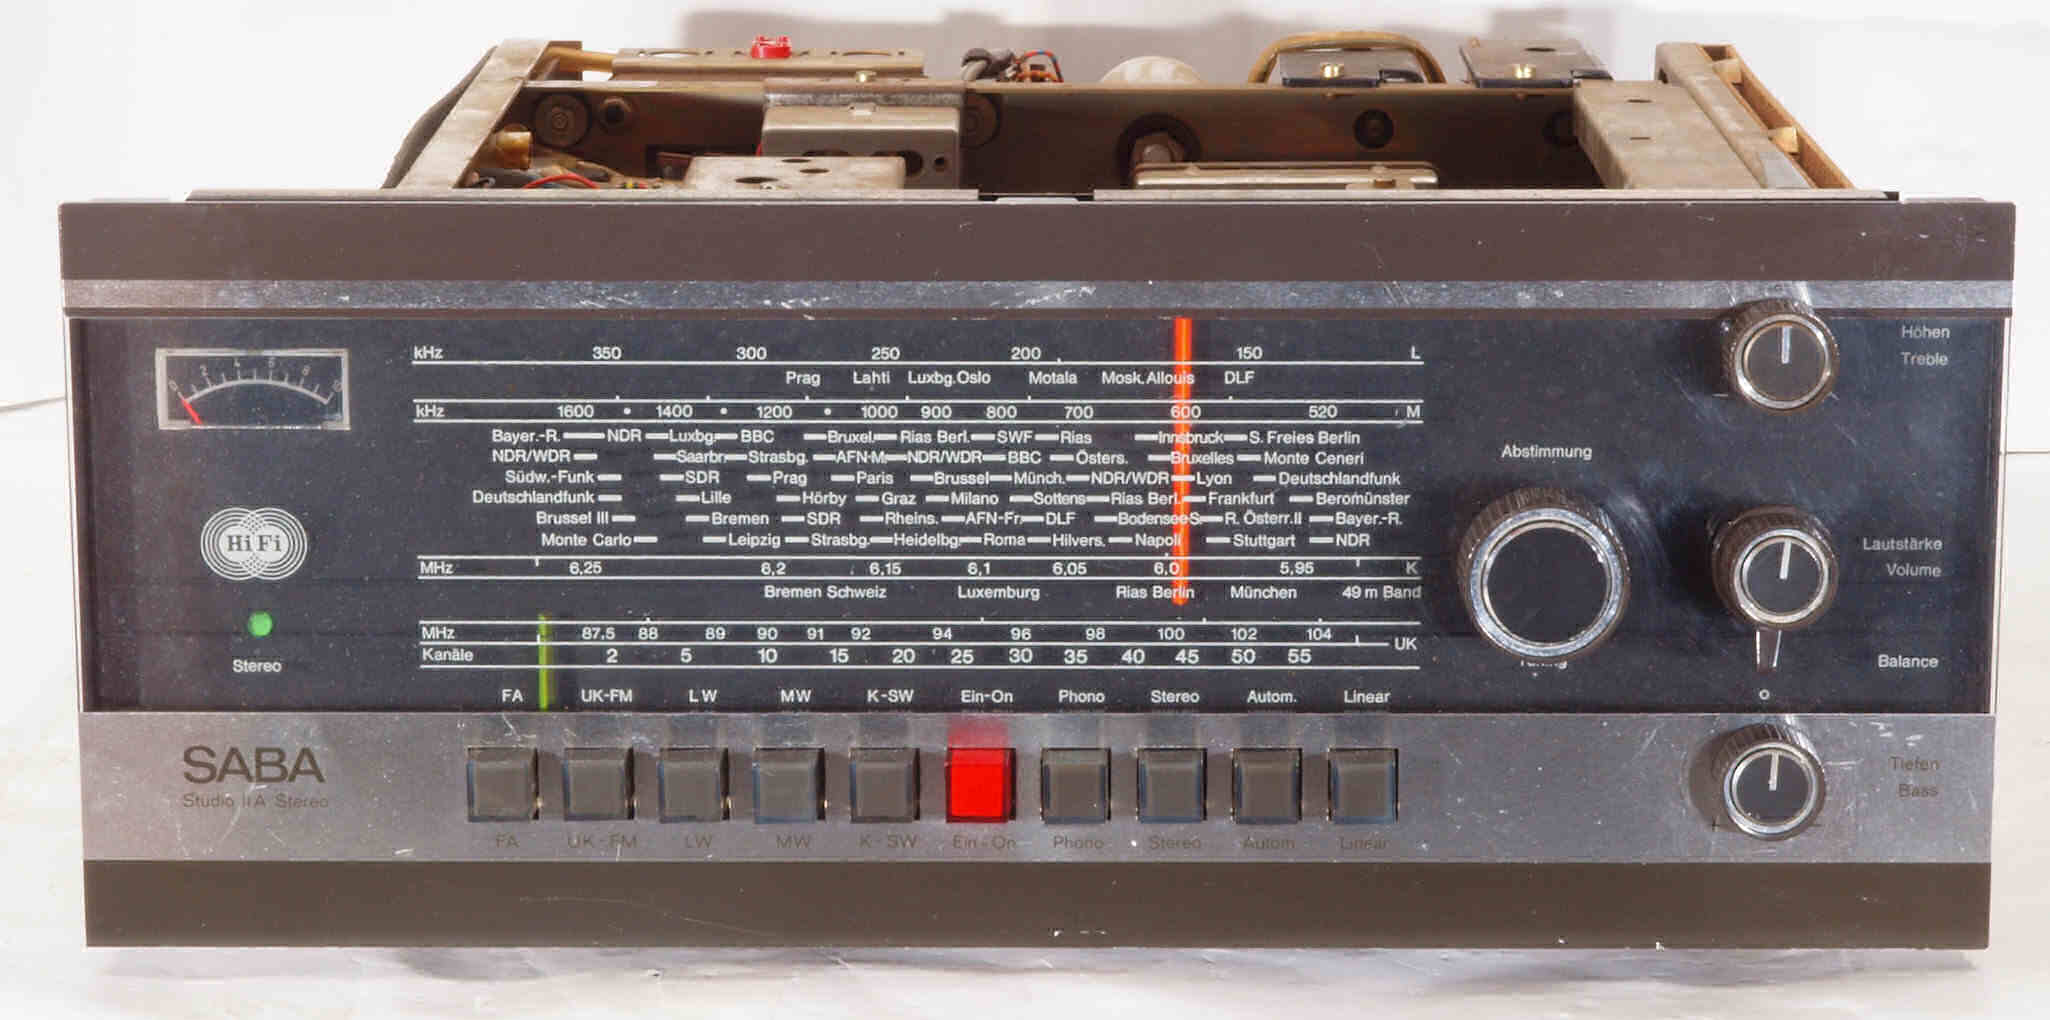 kHz 350 300 250 200 150 L
Prag Lahti Luxbg. Oslo Motala Mosk. Allouis DLF
kHz 1600 • 1400 • 1200 • 1000 900 800 700 600 520 M
Bayer.-R. NDR Luxbg. BBC Bruxel. Rias Berl. SWF Rias Innsbruck S. Freies Berlin
NDR/WDR Saarbr. Strasbg. AFN-M. NDR/WDR BBC Österr. Bruxelles Monte Ceneri
Südw.-Funk SDR Prag Paris Brussel Münch. NDR/WDR Lyon Deutschlandfunk
Deutschlandfunk Lille Hörby Graz Milano Sottens Rias Berl. Frankfurt Beromünster
Brussel III Bremen SDR Rheins. AFN-Fr. DLF Bodensee S. R. Österr. II Bayer.-R.
Monte Carlo Leipzig Strasbg. Heidelbg. Roma Hilvers. Napoli Stuttgart NDR
MHz 6,25 6,2 6,15 6,1 6,05 6,0 5,95 K
Bremen Schweiz Luxemburg Rias Berlin München 49 m Band
MHz 87,5 88 89 90 91 92 94 96 98 100 102 104 UK
Kanäle 2 5 10 15 20 25 30 35 40 45 50 55
FA UK-FM LW MW K-SW Ein-On Phono Stereo Autom. Linear
0 2 4 6 8 10
Hi Fi
Stereo
Abstimmung
Tuning
Höhen
Treble
Lautstärke
Volume
Balance
o
Tiefen
Bass
SABA
Studio II A Stereo
FA UK-FM LW MW K-SW Ein-On Phono Stereo Autom. Linear